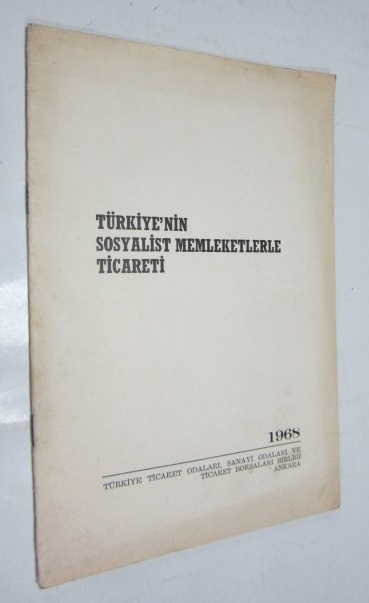 TÜRKİYE'NİN
SOSYALİST MEMLEKETLERLE
TİCARETİ
1968
TÜRKİYE TİCARET ODALARI, SANAYİ ODALARI VE
TİCARET BORSALARI BİRLİĞİ
ANKARA